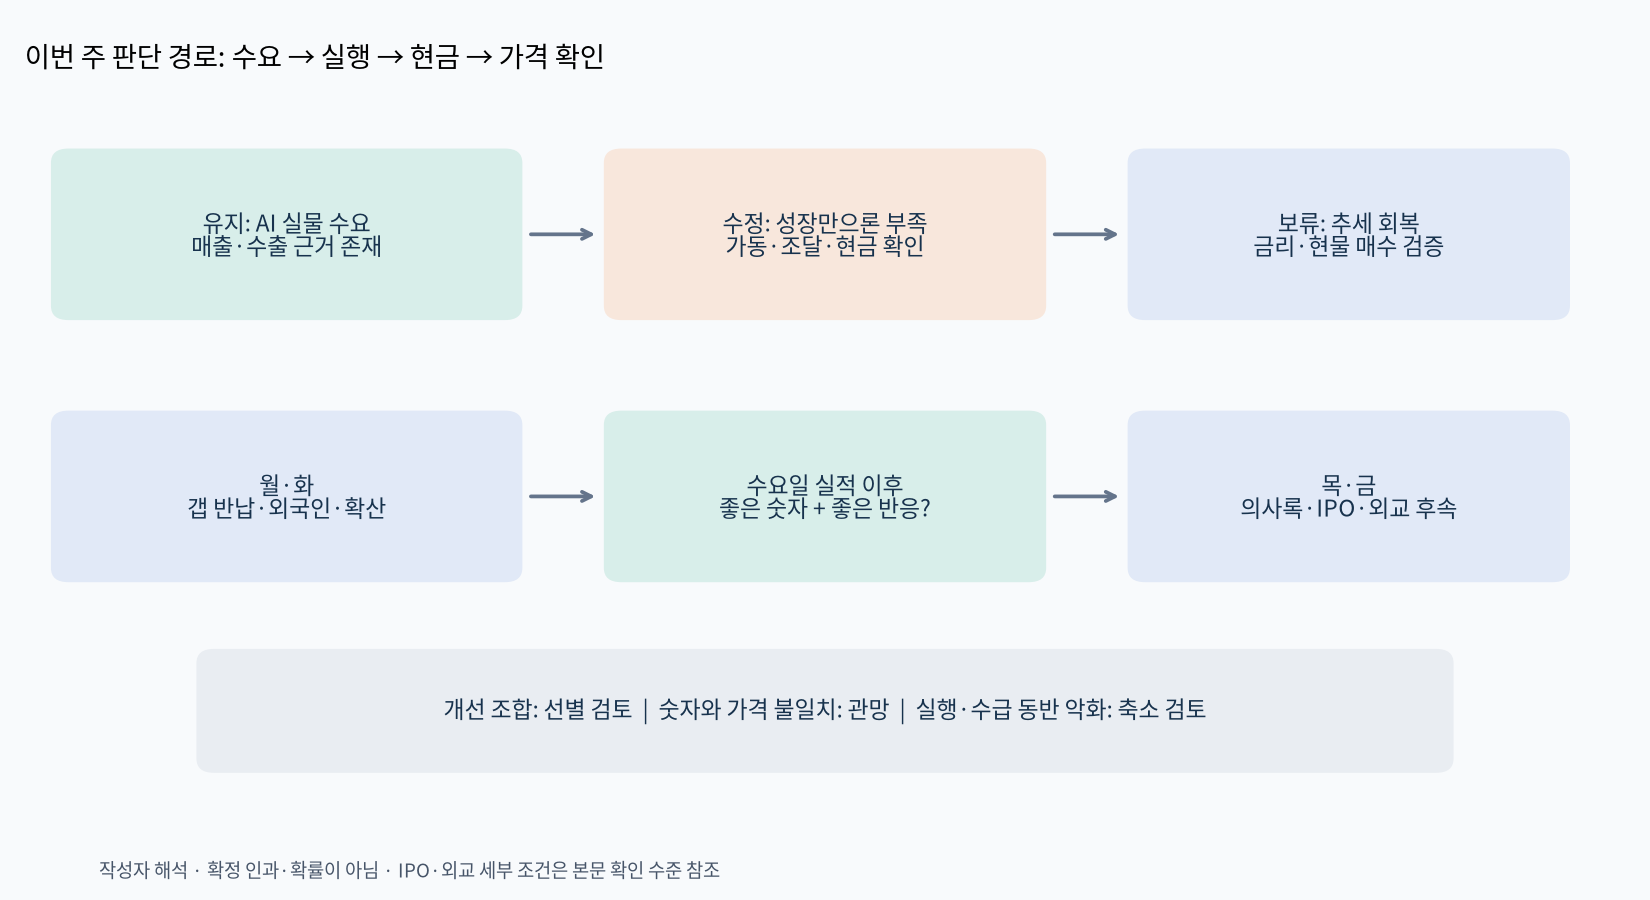 이번 주 판단 경로: 수요 → 실행 → 현금 → 가격 확인
유지: AI 실물 수요
매출·수출 근거 존재
수정: 성장만으론 부족
가동·조달·현금 확인
보류: 추세 회복
금리·현물 매수 검증
월·화
갭 반납·외국인·확산
수요일 실적 이후
좋은 숫자 + 좋은 반응?
목·금
의사록·IPO·외교 후속
개선 조합: 선별 검토 | 숫자와 가격 불일치: 관망 | 실행·수급 동반 악화: 축소 검토
작성자 해석 · 확정 인과·확률이 아님 · IPO·외교 세부 조건은 본문 확인 수준 참조